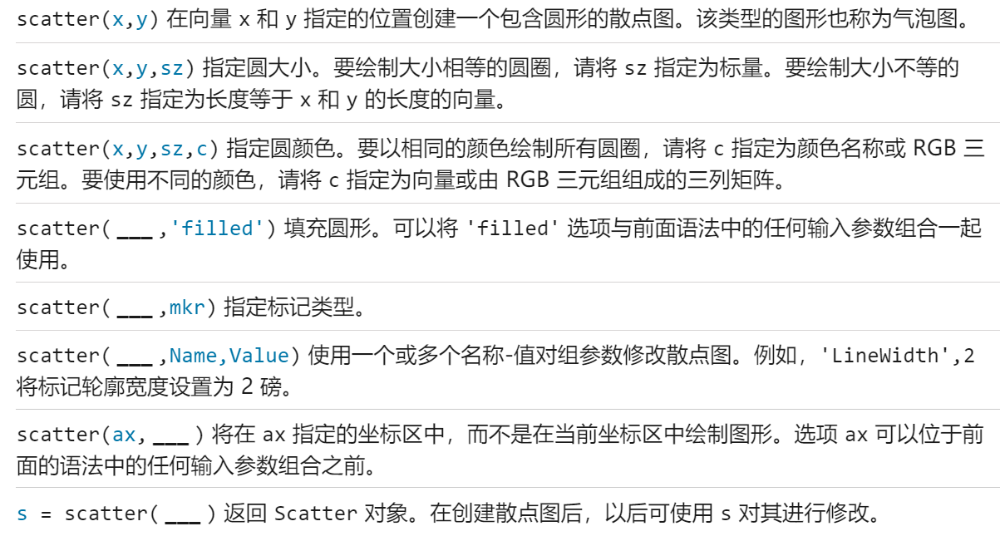 scatter(x,y) 在向量 x 和 y 指定的位置创建一个包含圆形的散点图。该类型的图形也称为气泡图。
scatter(x,y,sz) 指定圆大小。要绘制大小相等的圆圈，请将 sz 指定为标量。要绘制大小不等的
圆，请将 sz 指定为长度等于 x 和 y 的长度的向量。
scatter(x,y,sz,c) 指定圆颜色。要以相同的颜色绘制所有圆圈，请将 c 指定为颜色名称或 RGB 三
元组。要使用不同的颜色，请将 c 指定为向量或由 RGB 三元组组成的三列矩阵。
scatter( ___ ,'filled') 填充圆形。可以将 'filled' 选项与前面语法中的任何输入参数组合一起
使用。
scatter( ___ ,mkr) 指定标记类型。
scatter( ___ ,Name,Value) 使用一个或多个名称-值对组参数修改散点图。例如，'LineWidth',2
将标记轮廓宽度设置为 2 磅。
scatter(ax, ___ ) 将在 ax 指定的坐标区中，而不是在当前坐标区中绘制图形。选项 ax 可以位于前
面的语法中的任何输入参数组合之前。
s = scatter( ___ ) 返回 Scatter 对象。在创建散点图后，以后可使用 s 对其进行修改。